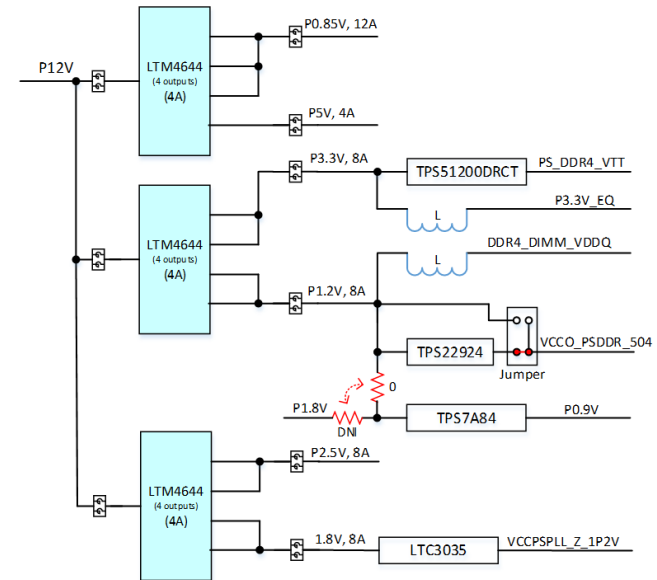 P12V
LTM4644
(4 outputs)
(4A)
P0.85V, 12A
P5V, 4A
LTM4644
(4 outputs)
(4A)
P3.3V, 8A
TPS51200DRCT
PS_DDR4_VTT
L
P3.3V_EQ
L
DDR4_DIMM_VDDQ
P1.2V, 8A
TPS22924
Jumper
VCCO_PSDDR_504
0
P1.8V
DNI
TPS7A84
P0.9V
LTM4644
(4 outputs)
(4A)
P2.5V, 8A
1.8V, 8A
LTC3035
VCCPSPLL_Z_1P2V